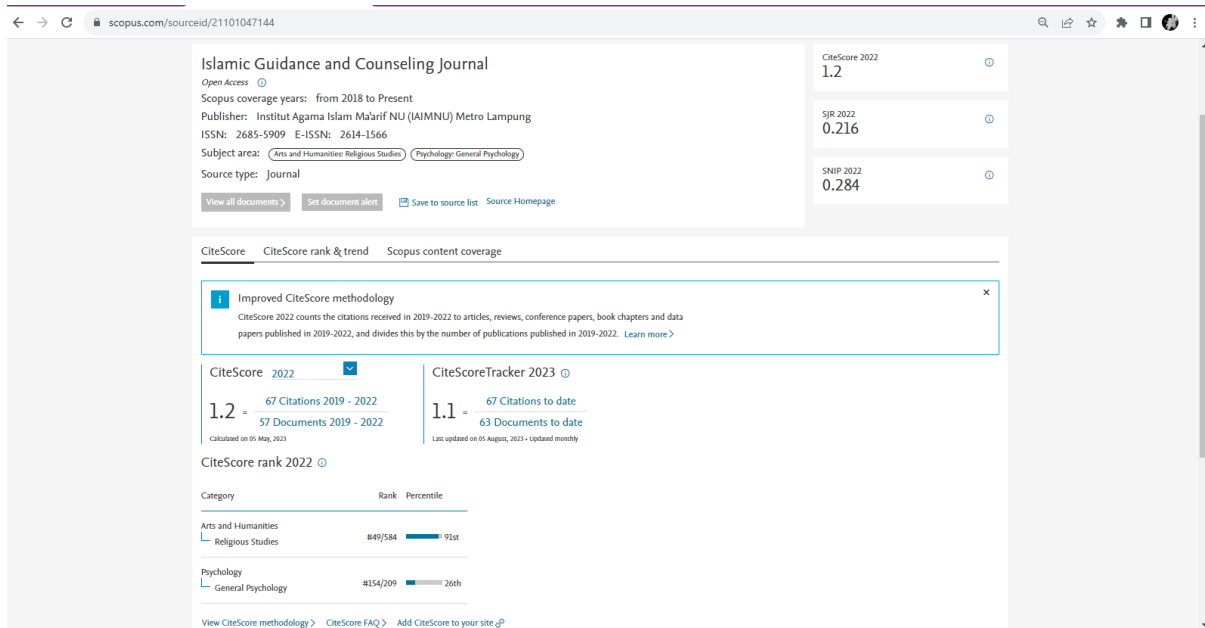 scopus.com/sourceid/21101047144
Islamic Guidance and Counseling Journal
Open Access
Scopus coverage years: from 2018 to Present
Publisher: Institut Agama Islam Ma'arif NU (IAIMNU) Metro Lampung
ISSN: 2685-5909 E-ISSN: 2614-1566
Subject area: Arts and Humanities: Religious Studies Psychology: General Psychology
Source type: Journal
View all documents > Set document alert Save to source list Source Homepage
CiteScore 2022
1.2
SJR 2022
0.216
SNIP 2022
0.284
CiteScore CiteScore rank & trend Scopus content coverage
i Improved CiteScore methodology ×
CiteScore 2022 counts the citations received in 2019-2022 to articles, reviews, conference papers, book chapters and data
papers published in 2019-2022, and divides this by the number of publications published in 2019-2022. Learn more >
CiteScore 2022
1.2 =
67 Citations 2019 - 2022
57 Documents 2019 - 2022
Calculated on 05 May, 2023
CiteScoreTracker 2023
1.1 =
67 Citations to date
63 Documents to date
Last updated on 05 August, 2023 • Updated monthly
CiteScore rank 2022
Category Rank Percentile
Arts and Humanities
Religious Studies #49/584 91st
Psychology
General Psychology #154/209 26th
View CiteScore methodology > CiteScore FAQ > Add CiteScore to your site